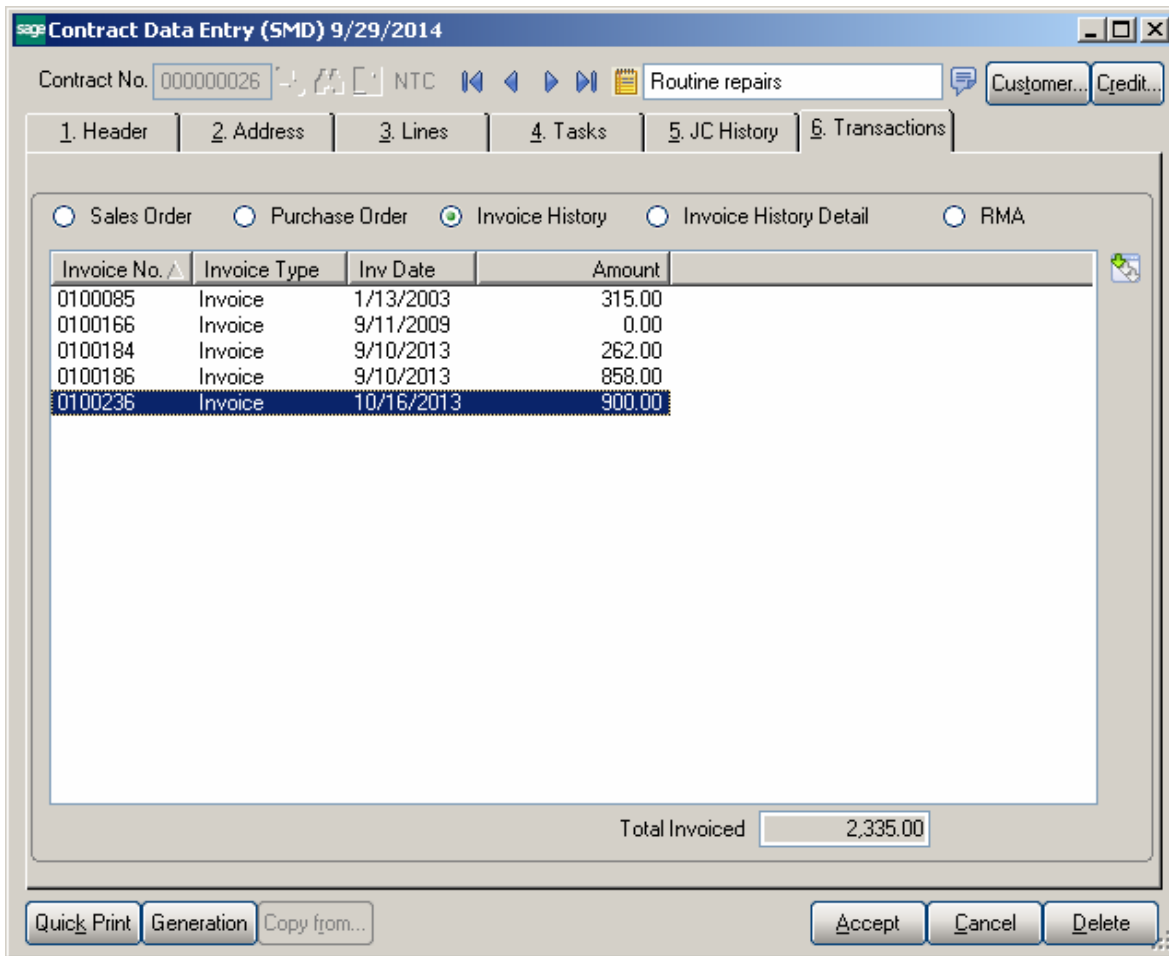 sage Contract Data Entry (SMD) 9/29/2014
Contract No. 000000026 NTC Routine repairs Customer... Credit...
1. Header 2. Address 3. Lines 4. Tasks 5. JC History 6. Transactions
Sales Order Purchase Order Invoice History Invoice History Detail RMA
Invoice No. Invoice Type Inv Date Amount
0100085 Invoice 1/13/2003 315.00
0100166 Invoice 9/11/2009 0.00
0100184 Invoice 9/10/2013 262.00
0100186 Invoice 9/10/2013 858.00
0100236 Invoice 10/16/2013 900.00
Total Invoiced 2,335.00
Quick Print Generation Copy from... Accept Cancel Delete